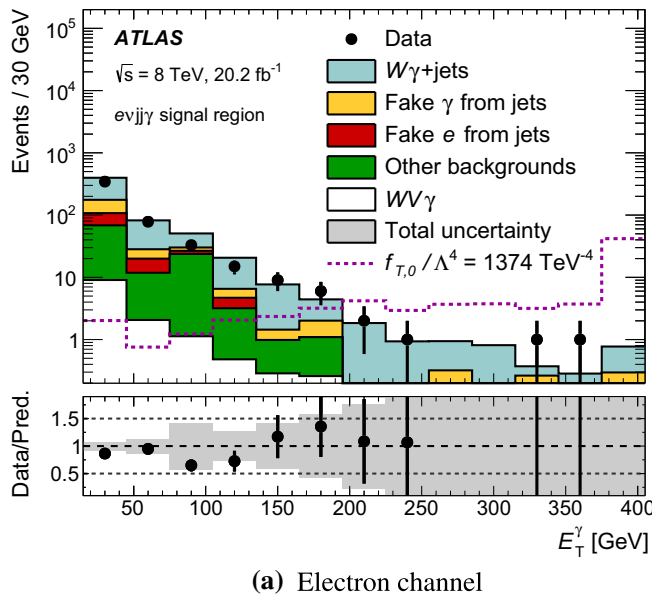 Events / 30 GeV
10⁵
10⁴
10³
10²
10
1
ATLAS
√s = 8 TeV, 20.2 fb⁻¹
eνjjγ signal region
Data
Wγ+jets
Fake γ from jets
Fake e from jets
Other backgrounds
WVγ
Total uncertainty
f_{T,0} / Λ⁴ = 1374 TeV⁻⁴
Data/Pred.
1.5
1
0.5
50 100 150 200 250 300 350 400
E_T^γ [GeV]
(a) Electron channel